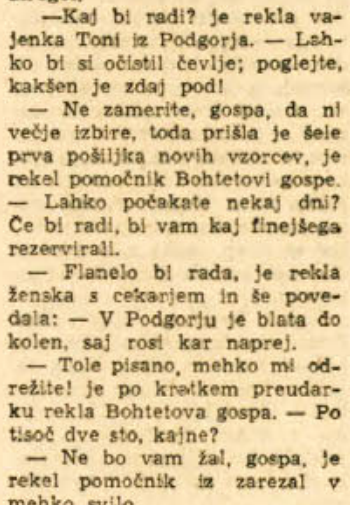 —Kaj bi radi? je rekla va-
jenka Toni iz Podgorja. — Lah-
ko bi si očistil čevlje; poglejte,
kakšen je zdaj pod!
— Ne zamerite, gospa, da ni
večje izbire, toda prišla je šele
prva pošiljka novih vzorcev, je
rekel pomočnik Bohtetovi gospe.
— Lahko počakate nekaj dni?
Če bi radi, bi vam kaj finejšega
rezervirali.
— Flanelo bi rada, je rekla
ženska s cekarjem in še pove-
dala: — V Podgorju je blata do
kolen, saj rosi kar naprej.
— Tole pisano, mehko mi od-
režite! je po kratkem preudar-
ku rekla Bohtetova gospa. — Po
tisoč dve sto, kajne?
— Ne bo vam žal, gospa, je
rekel pomočnik iz zarezal v
mehko svilo